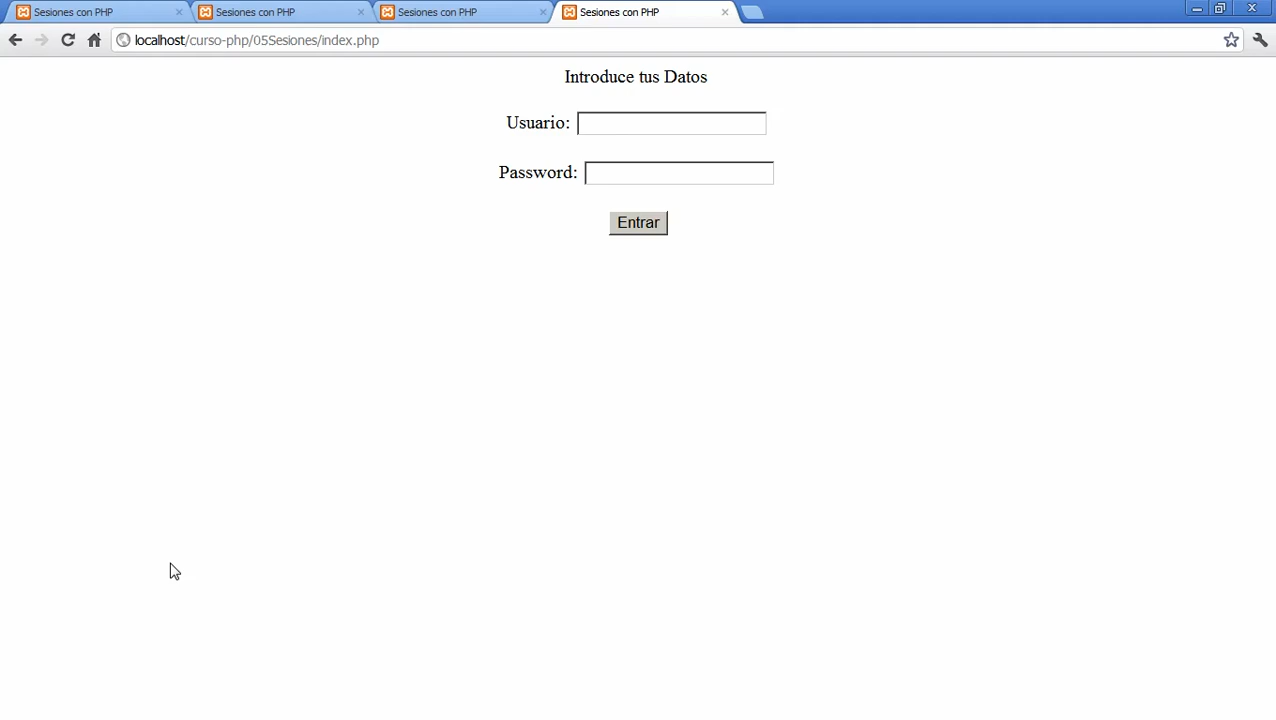 Sesiones con PHP
Sesiones con PHP
Sesiones con PHP
Sesiones con PHP
localhost/curso-php/05Sesiones/index.php
Introduce tus Datos
Usuario:
Password:
Entrar